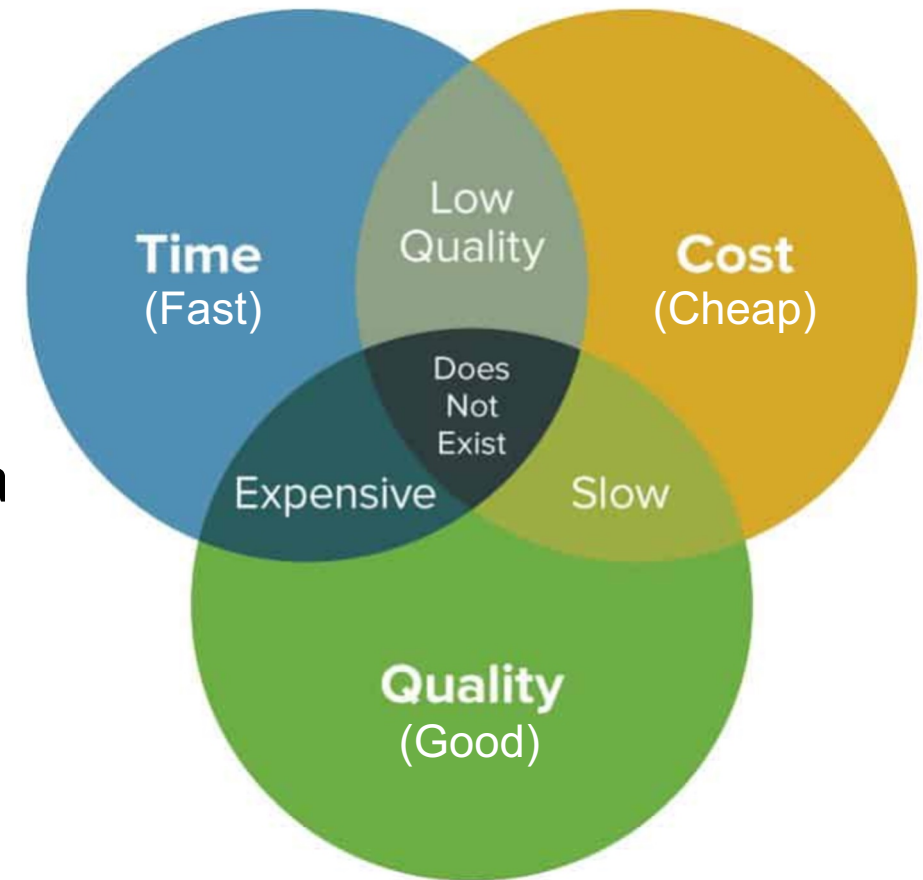 Low
Quality
Time
(Fast)
Cost
(Cheap)
Does
Not
Exist
Expensive
Slow
Quality
(Good)